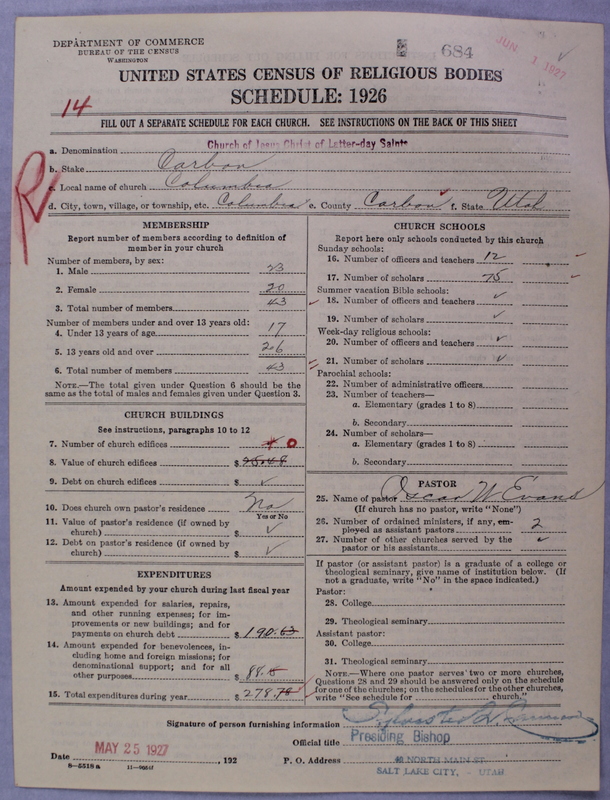 DEPARTMENT OF COMMERCE
BUREAU OF THE CENSUS
WASHINGTON
684
JUN 1 1927
UNITED STATES CENSUS OF RELIGIOUS BODIES
SCHEDULE: 1926
14
FILL OUT A SEPARATE SCHEDULE FOR EACH CHURCH. SEE INSTRUCTIONS ON THE BACK OF THIS SHEET
R
a. Denomination Church of Jesus Christ of Latter-day Saints
b. Stake Carbon
c. Local name of church Columbia
d. City, town, village, or township, etc. Columbia e. County Carbon f. State Utah
MEMBERSHIP
Report number of members according to definition of
member in your church
Number of members, by sex:
1. Male 23
2. Female 20
3. Total number of members 43
Number of members under and over 13 years old:
4. Under 13 years of age 17
5. 13 years old and over 26
6. Total number of members 43
NOTE.—The total given under Question 6 should be
same as the total of males and females given under Question 3.
CHURCH BUILDINGS
See instructions, paragraphs 10 to 12
7. Number of church edifices 0
8. Value of church edifices $
9. Debt on church edifices $ ✓
10. Does church own pastor's residence No
Yes or No
11. Value of pastor's residence (if owned by
church) $ ✓
12. Debt on pastor's residence (if owned by
church) $ ✓
EXPENDITURES
Amount expended by your church during last fiscal year
13. Amount expended for salaries, repairs,
and other running expenses; for im-
provements or new buildings; and for
payments on church debt $ 190.63
14. Amount expended for benevolences, in-
cluding home and foreign missions; for
denominational support; and for all
other purposes $ 88.
15. Total expenditures during year $ 278.78
CHURCH SCHOOLS
Report here only schools conducted by this church
Sunday schools:
16. Number of officers and teachers 12
17. Number of scholars 75
Summer vacation Bible schools:
18. Number of officers and teachers ✓
19. Number of scholars ✓
Week-day religious schools:
20. Number of officers and teachers ✓
21. Number of scholars ✓
Parochial schools:
22. Number of administrative officers
23. Number of teachers—
a. Elementary (grades 1 to 8)
b. Secondary
24. Number of scholars—
a. Elementary (grades 1 to 8)
b. Secondary
PASTOR
25. Name of pastor Oscar W Evans
(If church has no pastor, write "None")
26. Number of ordained ministers, if any, em-
ployed as assistant pastors 2
27. Number of other churches served by the
pastor or his assistants ✓
If pastor (or assistant pastor) is a graduate of a college or
theological seminary, give name of institution below. (If
not a graduate, write "No" in the space indicated.)
Pastor:
28. College
29. Theological seminary
Assistant pastor:
30. College
31. Theological seminary
NOTE.—Where one pastor serves two or more churches,
Questions 28 and 29 should be answered only on the schedule
for one of the churches; on the schedules for the other churches,
write "See schedule for church."
Signature of person furnishing information Sylvester Q. Cannon
Official title Presiding Bishop
Date MAY 25 1927, 192 P. O. Address 40 NORTH MAIN ST.
SALT LAKE CITY, - UTAH
8—5518a